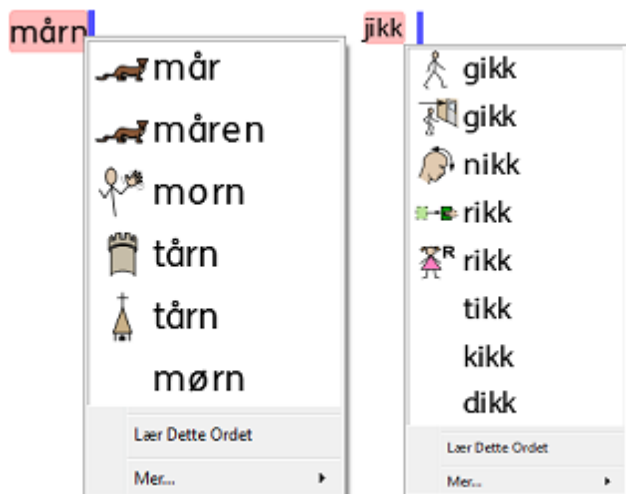 mårn
mår
måren
morn
tårn
tårn
mørn
Lær Dette Ordet
Mer...
jikk
gikk
gikk
nikk
rikk
R rikk
tikk
kikk
dikk
Lær Dette Ordet
Mer...